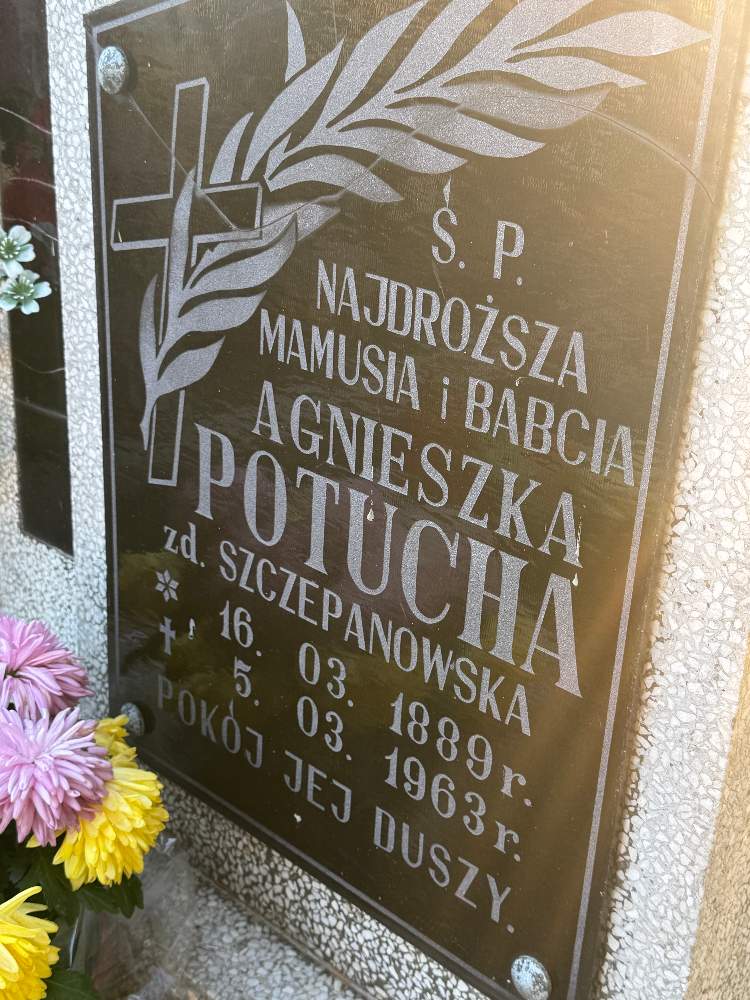 Ś. P.
NAJDROŻSZA
MAMUSIA i BABCIA
AGNIESZKA
POTUCHA
zd. SZCZEPANOWSKA
* 16. 03. 1889 r.
† 5. 03. 1963 r.
POKÓJ JEJ DUSZY.